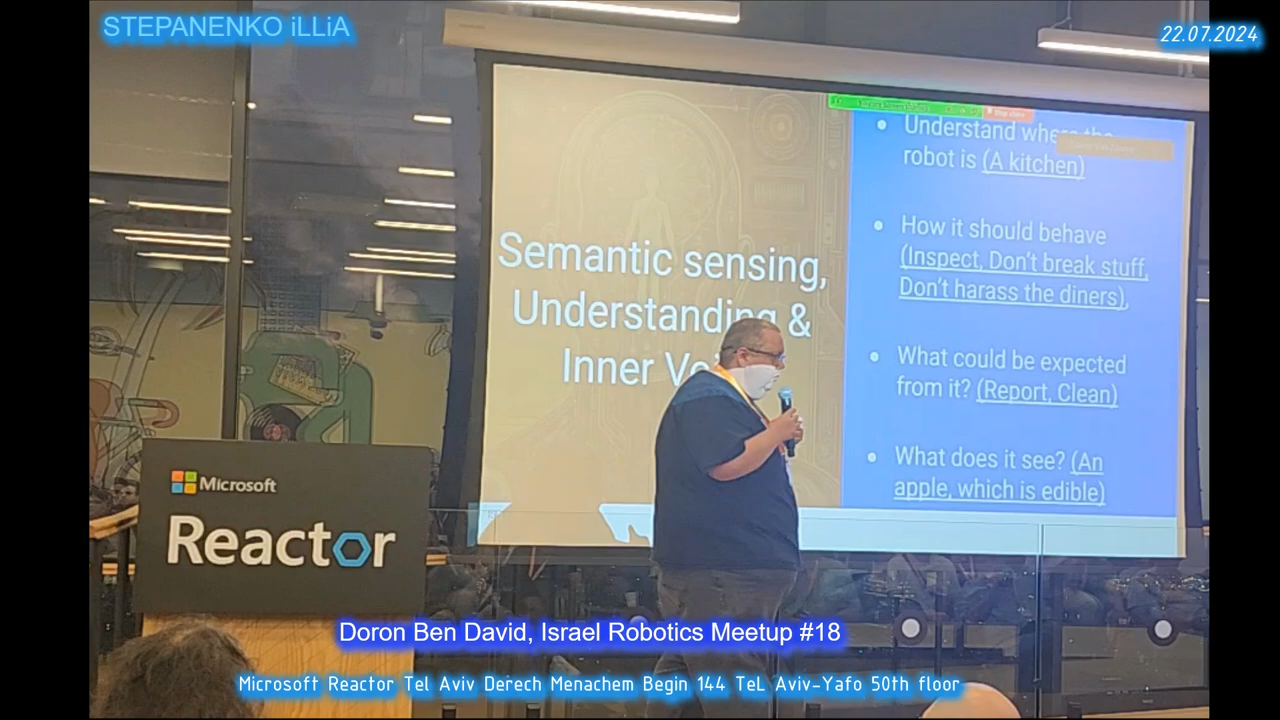 STEPANENKO iLLiA
22.07.2024
Semantic sensing,
Understanding &
Inner
Understand where the
robot is (A kitchen)
How it should behave
(Inspect, Don't break stuff,
Don't harass the diners),
What could be expected
from it? (Report, Clean)
What does it see? (An
apple, which is edible)
Microsoft
Reactor
Doron Ben David, Israel Robotics Meetup #18
Microsoft Reactor Tel Aviv Derech Menachem Begin 144 TeL Aviv-Yafo 50th floor